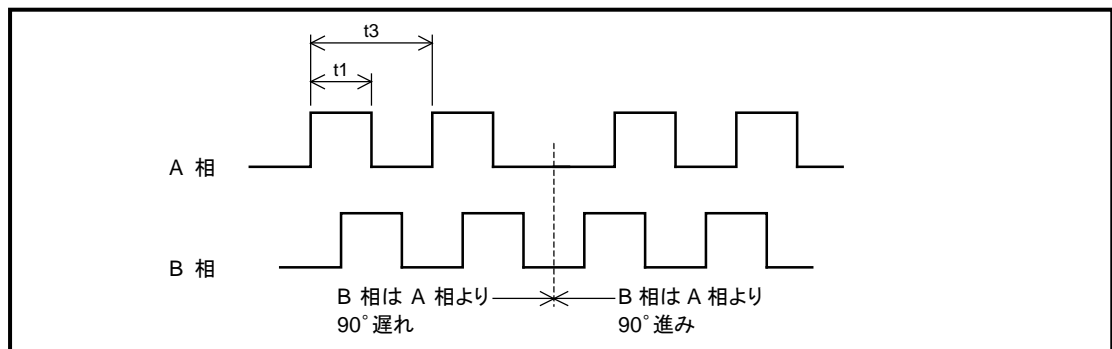 t3
t1
A 相
B 相
B 相は A 相より
90°遅れ
B 相は A 相より
90°進み